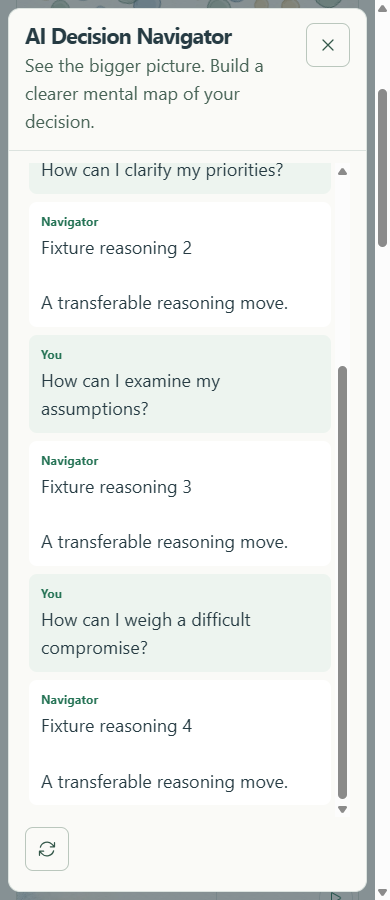 AI Decision Navigator
See the bigger picture. Build a
clearer mental map of your
decision.
How can I clarify my priorities?
Navigator
Fixture reasoning 2
A transferable reasoning move.
You
How can I examine my
assumptions?
Navigator
Fixture reasoning 3
A transferable reasoning move.
You
How can I weigh a difficult
compromise?
Navigator
Fixture reasoning 4
A transferable reasoning move.